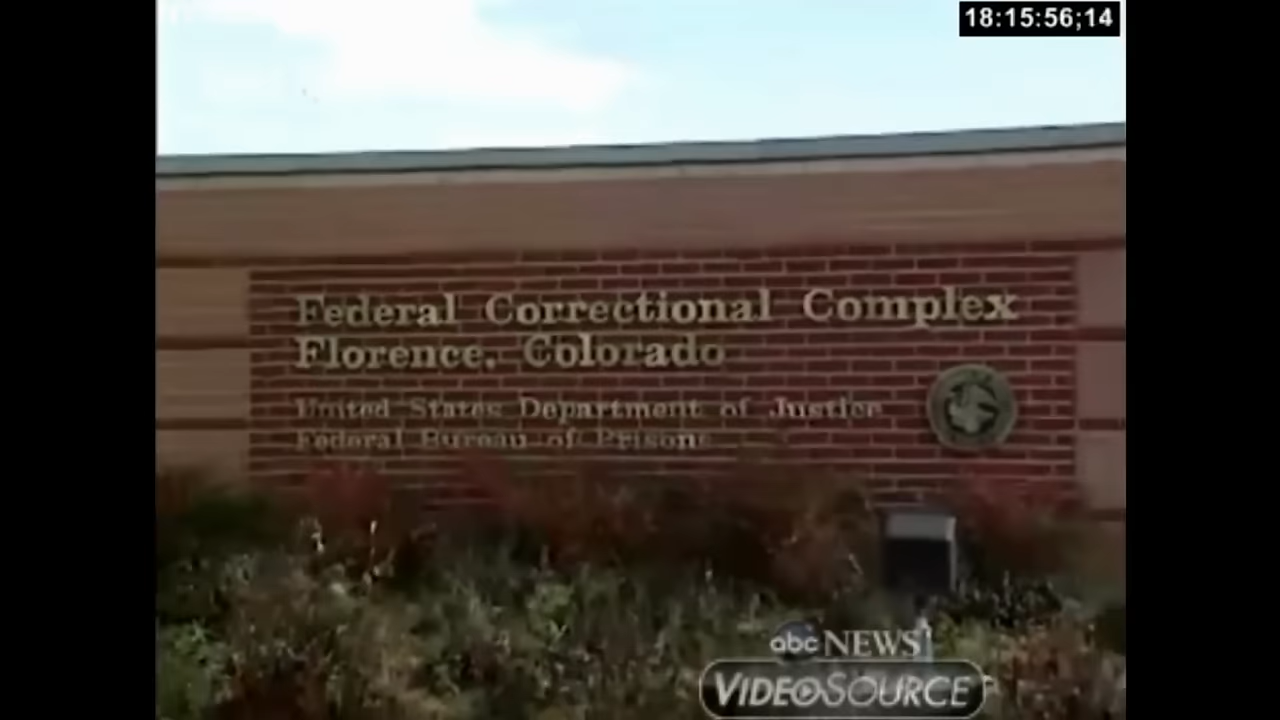 18:15:56;14
Federal Correctional Complex
Florence, Colorado
United States Department of Justice
Federal Bureau of Prisons
abc NEWS
VIDEOSOURCE